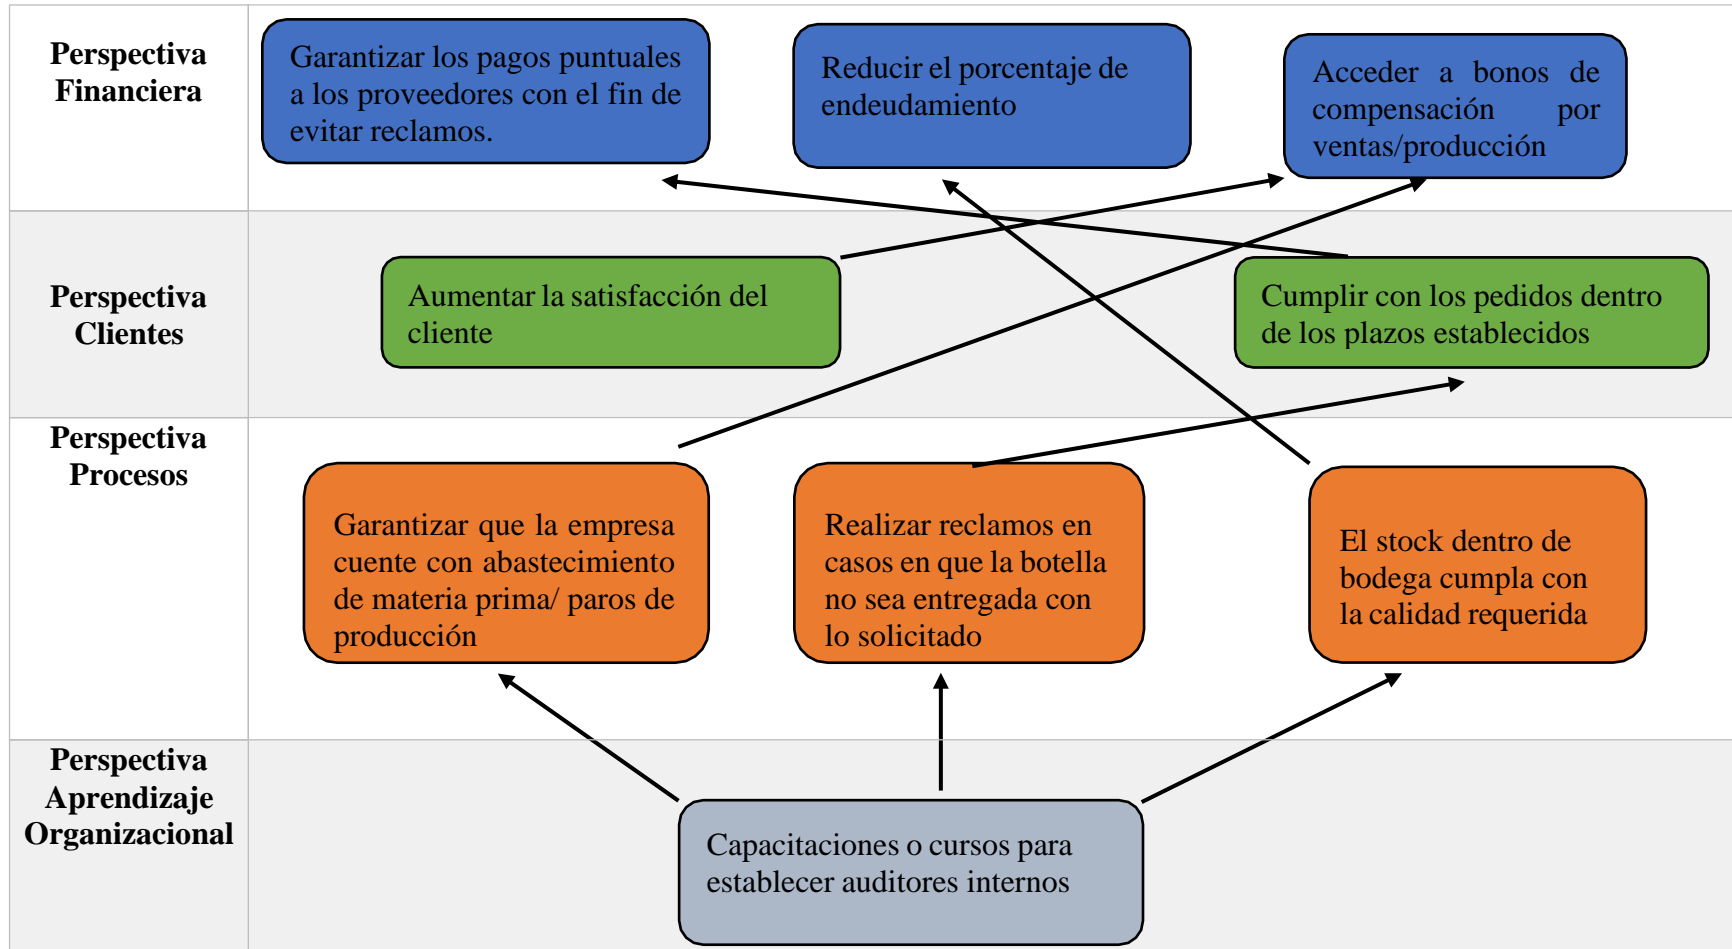 Perspectiva
Financiera
Garantizar los pagos puntuales
a los proveedores con el fin de
evitar reclamos.
Reducir el porcentaje de
endeudamiento
Acceder a bonos de
compensación por
ventas/producción
Perspectiva
Clientes
Aumentar la satisfacción del
cliente
Cumplir con los pedidos dentro
de los plazos establecidos
Perspectiva
Procesos
Garantizar que la empresa
cuente con abastecimiento
de materia prima/ paros de
producción
Realizar reclamos en
casos en que la botella
no sea entregada con
lo solicitado
El stock dentro de
bodega cumpla con
la calidad requerida
Perspectiva
Aprendizaje
Organizacional
Capacitaciones o cursos para
establecer auditores internos